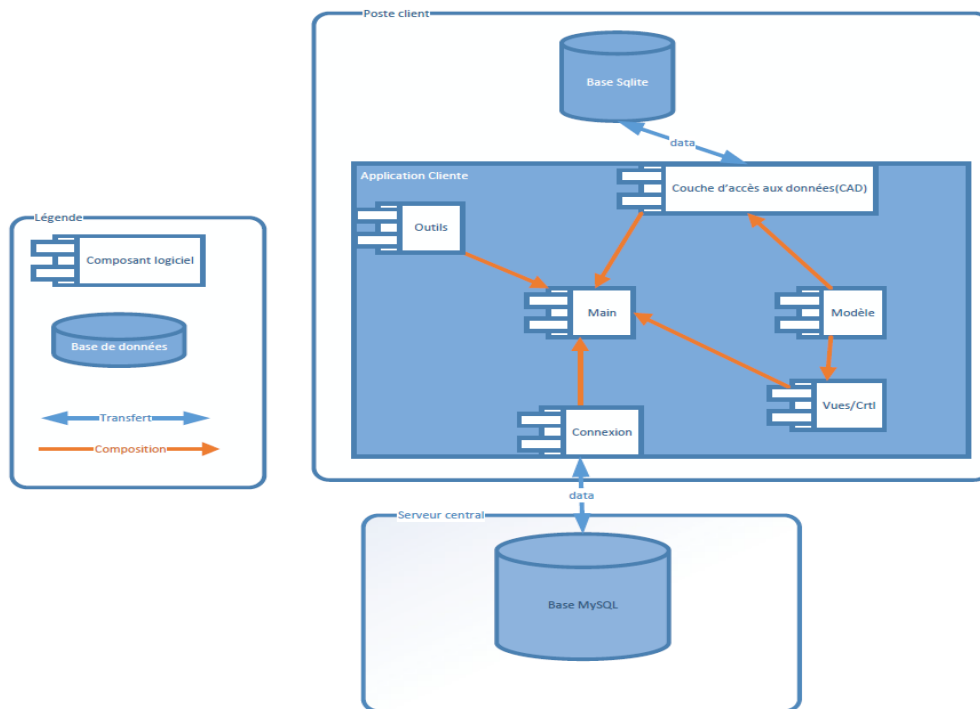 Poste client
Base Sqlite
data
Application Cliente
Couche d'accès aux données(CAD)
Outils
Main
Modèle
Vues/Crtl
Connexion
data
Légende
Composant logiciel
Base de données
Transfert
Composition
Serveur central
Base MySQL